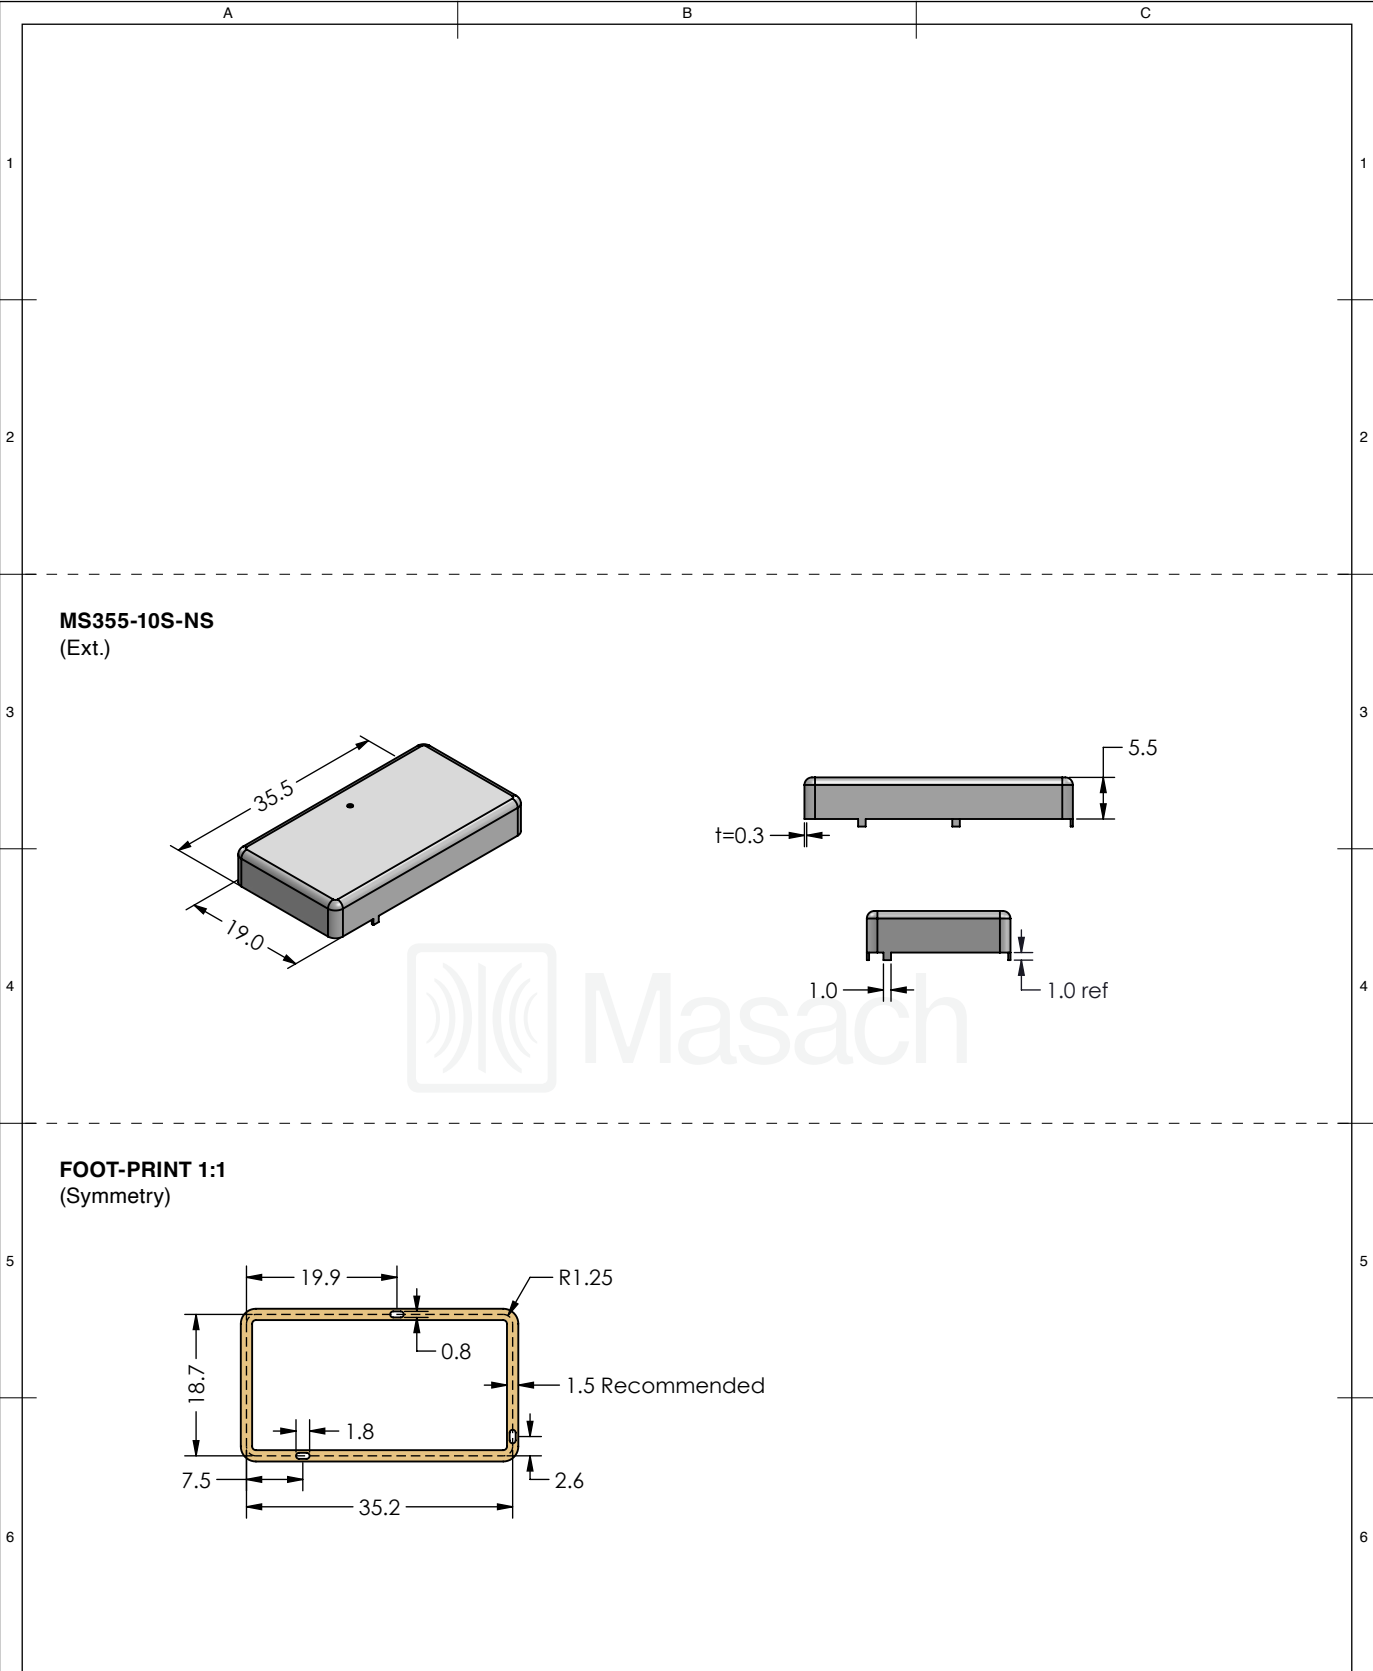 A B C
1 1
2 2
MS355-10S-NS
(Ext.)
3 3
35.5
19.0
5.5
t=0.3
1.0
1.0 ref
4 4
Masach
FOOT-PRINT 1:1
(Symmetry)
5 5
19.9
R1.25
0.8
18.7
1.5 Recommended
1.8
7.5
2.6
35.2
6 6